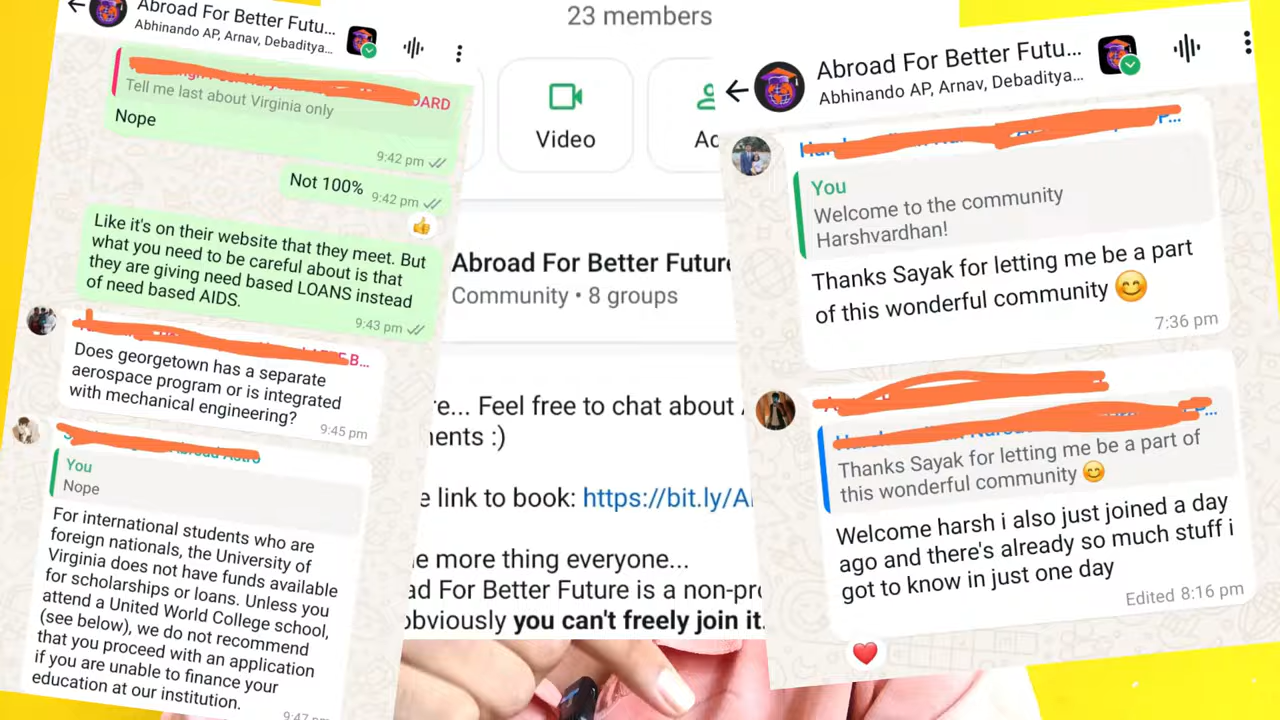 Abroad For Better Futu...
Abhinando AP, Arnav, Debaditya...
ARD
Tell me last about Virginia only
Nope
9:42 pm
Not 100%
9:42 pm
Like it's on their website that they meet. But
what you need to be careful about is that
they are giving need based LOANS instead
of need based AIDS.
9:43 pm
B...
Does georgetown has a separate
aerospace program or is integrated
with mechanical engineering?
9:45 pm
You
Nope
For international students who are
foreign nationals, the University of
Virginia does not have funds available
for scholarships or loans. Unless you
attend a United World College school,
(see below), we do not recommend
that you proceed with an application
if you are unable to finance your
education at our institution.
9:47
23 members
Video
Abroad For Better Future
Community • 8 groups
re... Feel free to chat about
ents :)
e link to book: https://bit.ly/A
e more thing everyone...
ad For Better Future is a non-pro
obviously you can't freely join it.
Abroad For Better Futu...
Abhinando AP, Arnav, Debaditya...
P...
You
Welcome to the community
Harshvardhan!
Thanks Sayak for letting me be a part
of this wonderful community 😊
7:36 pm
Thanks Sayak for letting me be a part of
this wonderful community 😊
Welcome harsh i also just joined a day
ago and there's already so much stuff i
got to know in just one day
Edited 8:16 pm